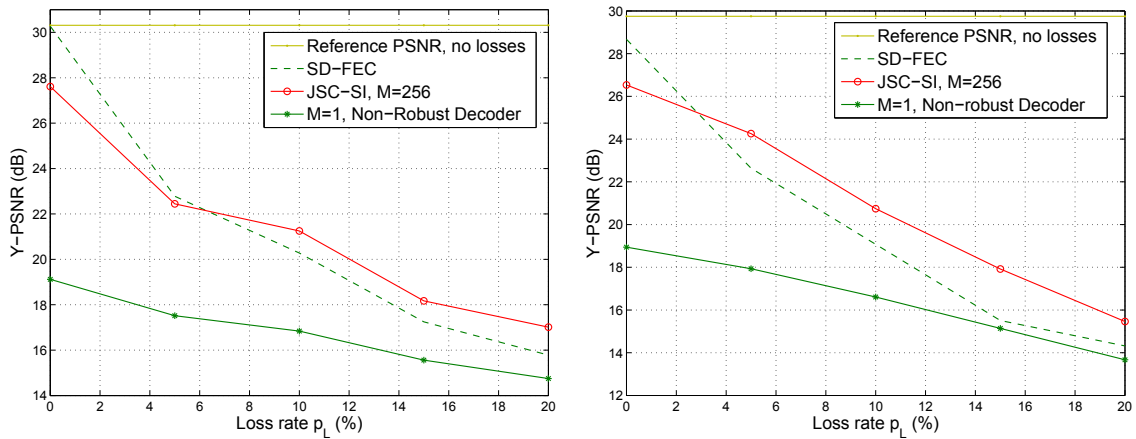 30
28
26
24
22
20
18
16
14
Y−PSNR (dB)
0 2 4 6 8 10 12 14 16 18 20
Loss rate p_L (%)
Reference PSNR, no losses
SD−FEC
JSC−SI, M=256
M=1, Non−Robust Decoder
30
28
26
24
22
20
18
16
14
12
Y−PSNR (dB)
0 2 4 6 8 10 12 14 16 18 20
Loss rate p_L (%)
Reference PSNR, no losses
SD−FEC
JSC−SI, M=256
M=1, Non−Robust Decoder